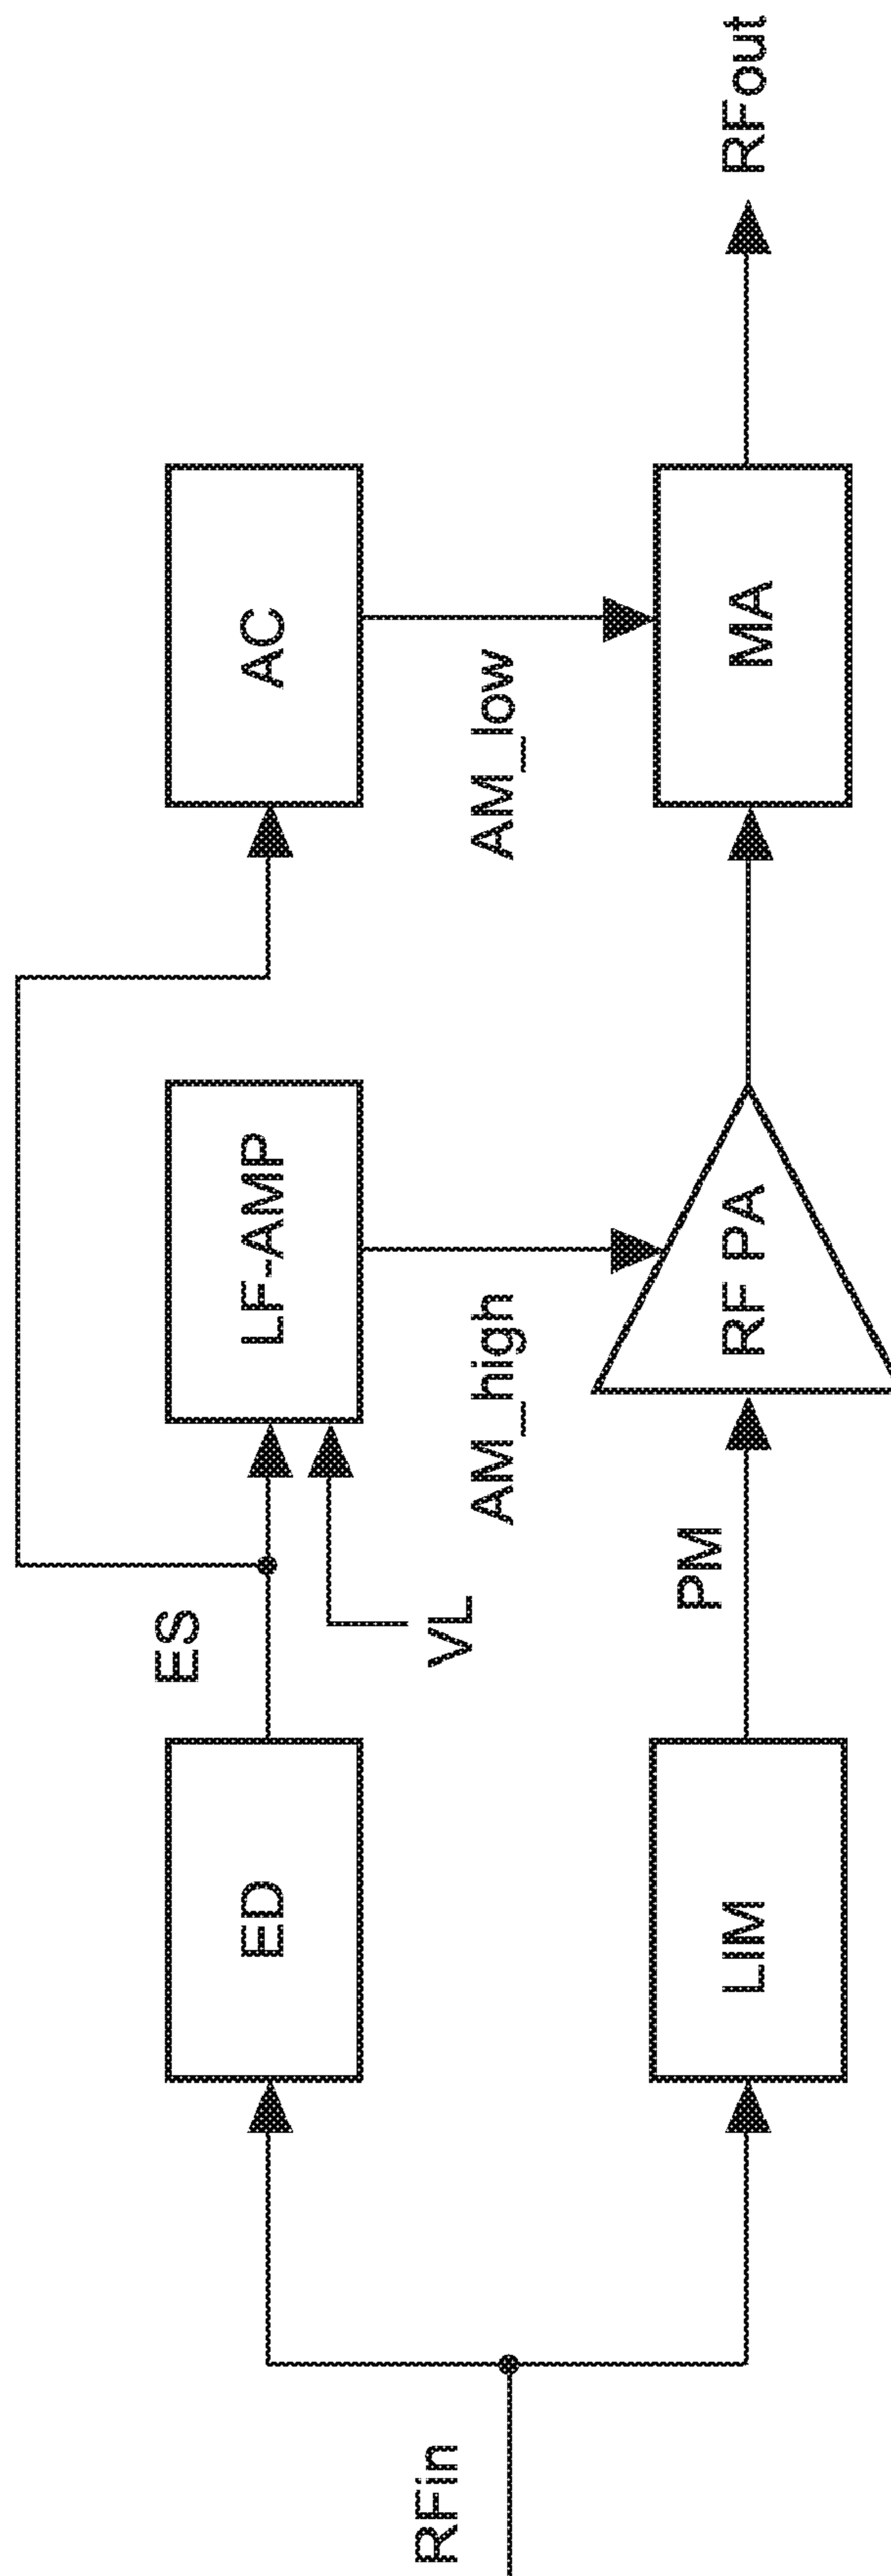 RFin
ED
ES
VL
LF-AMP
AC
AM_high
AM_low
LIM
PM
RF PA
MA
RFout